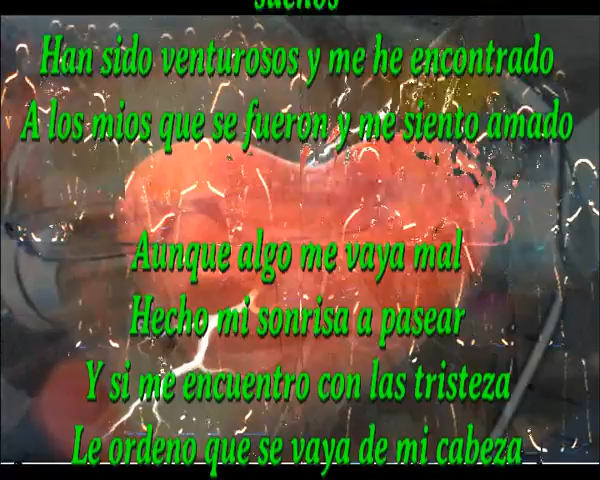 sueños
Han sido venturosos y me he encontrado
A los mios que se fueron y me siento amado
Aunque algo me vaya mal
Hecho mi sonrisa a pasear
Y si me encuentro con las tristeza
Le ordeno que se vaya de mi cabeza